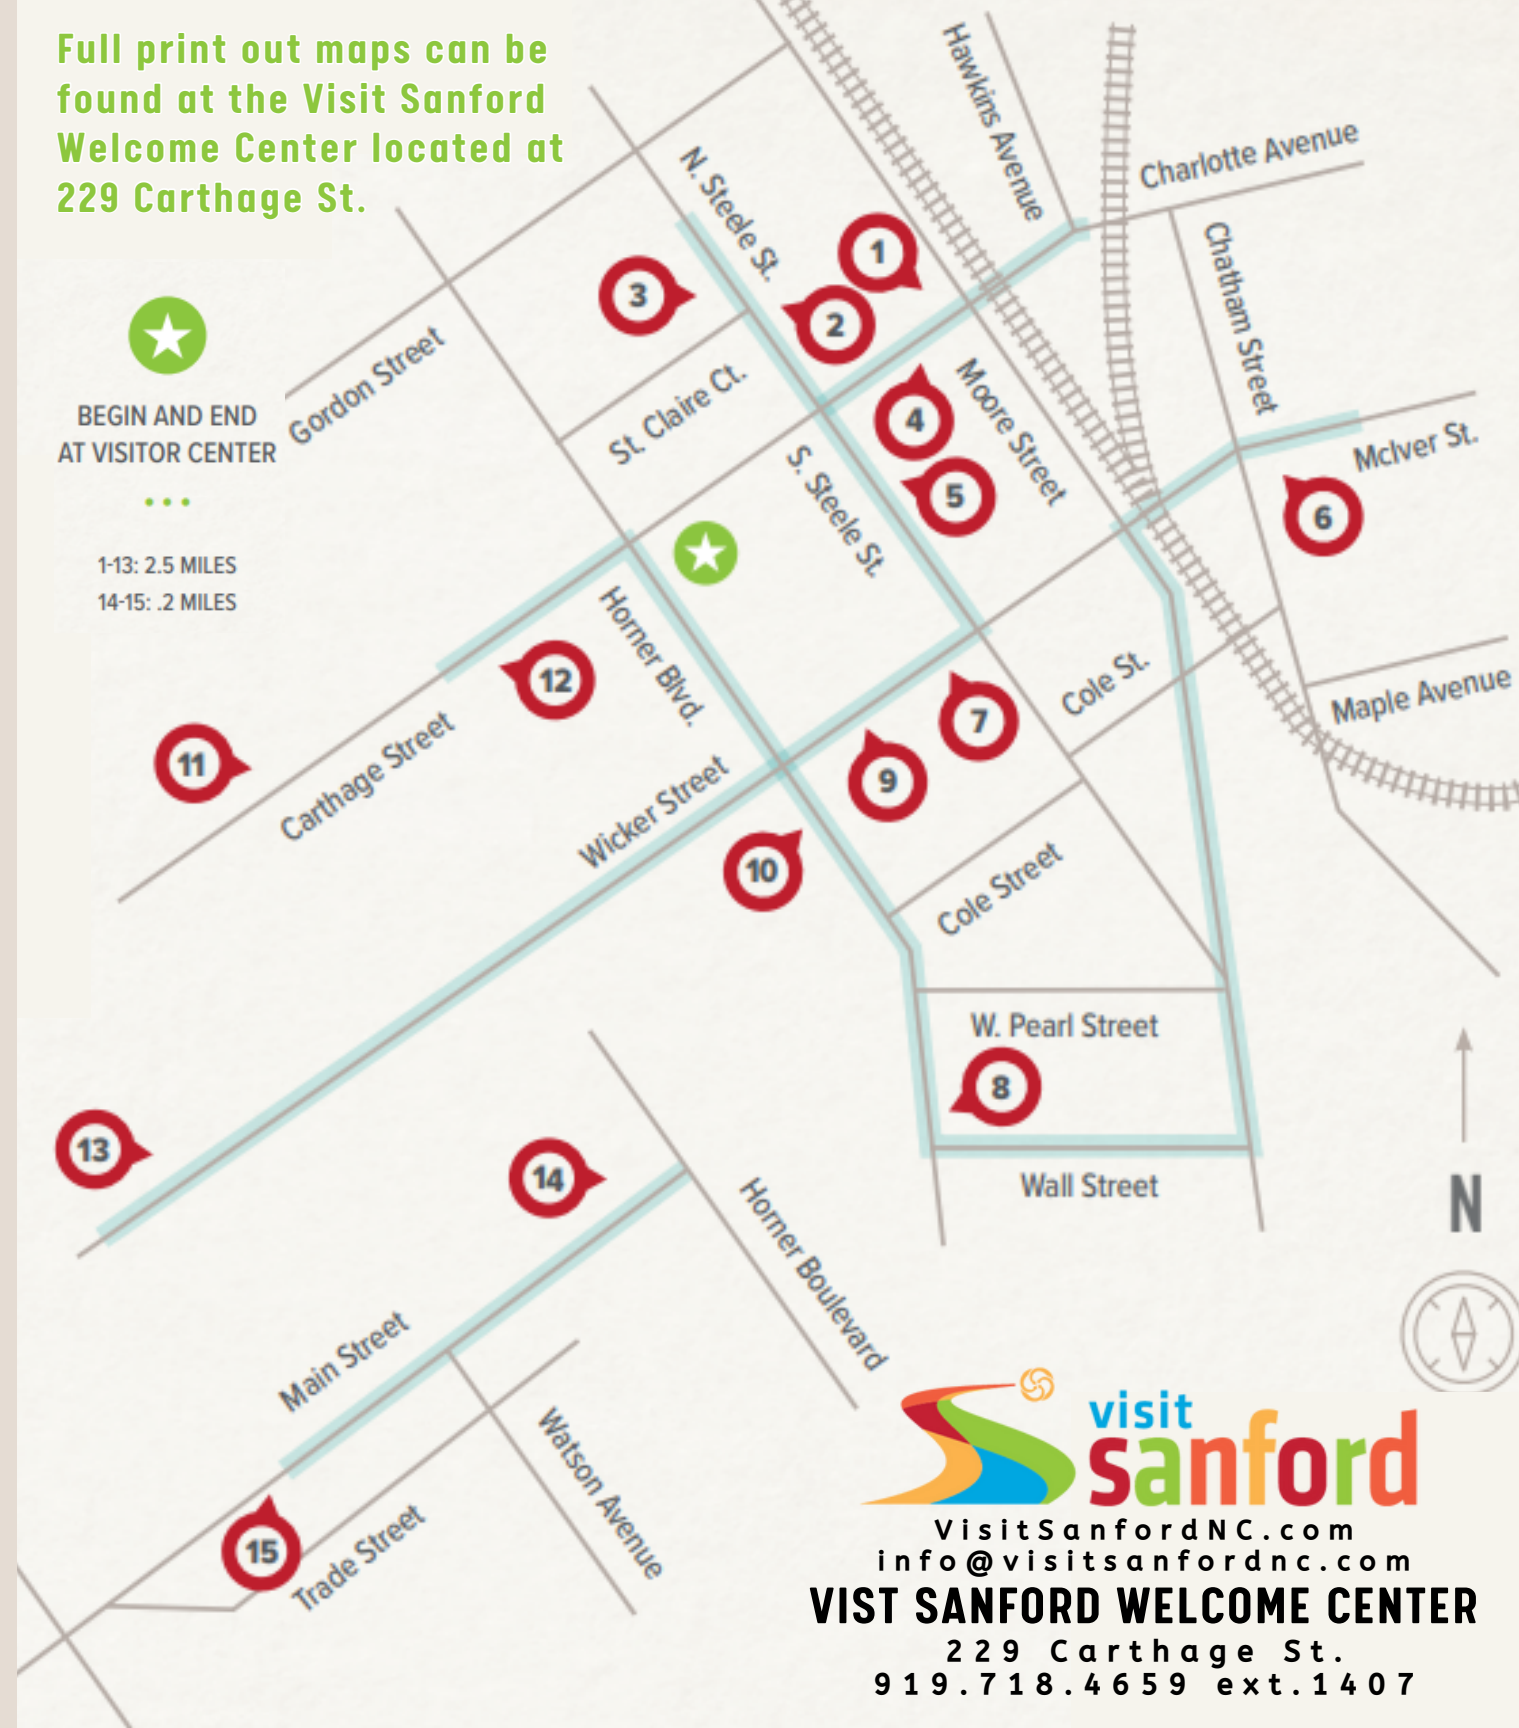 Full print out maps can be
found at the Visit Sanford
Welcome Center located at
229 Carthage St.
BEGIN AND END
AT VISITOR CENTER
1-13: 2.5 MILES
14-15: .2 MILES
Hawkins Avenue
Charlotte Avenue
N. Steele St.
1
Chatham Street
3
2
Gordon Street
St. Claire Ct.
4
Moore Street
McIver St.
S. Steele St.
5
6
Horner Blvd.
12
Cole St.
Maple Avenue
7
11
Carthage Street
Wicker Street
9
10
Cole Street
W. Pearl Street
8
13
14
Wall Street
N
Horner Boulevard
Main Street
Watson Avenue
15
Trade Street
visit
sanford
VisitSanfordNC.com
info@visitsanfordnc.com
VIST SANFORD WELCOME CENTER
229 Carthage St.
919.718.4659 ext.1407